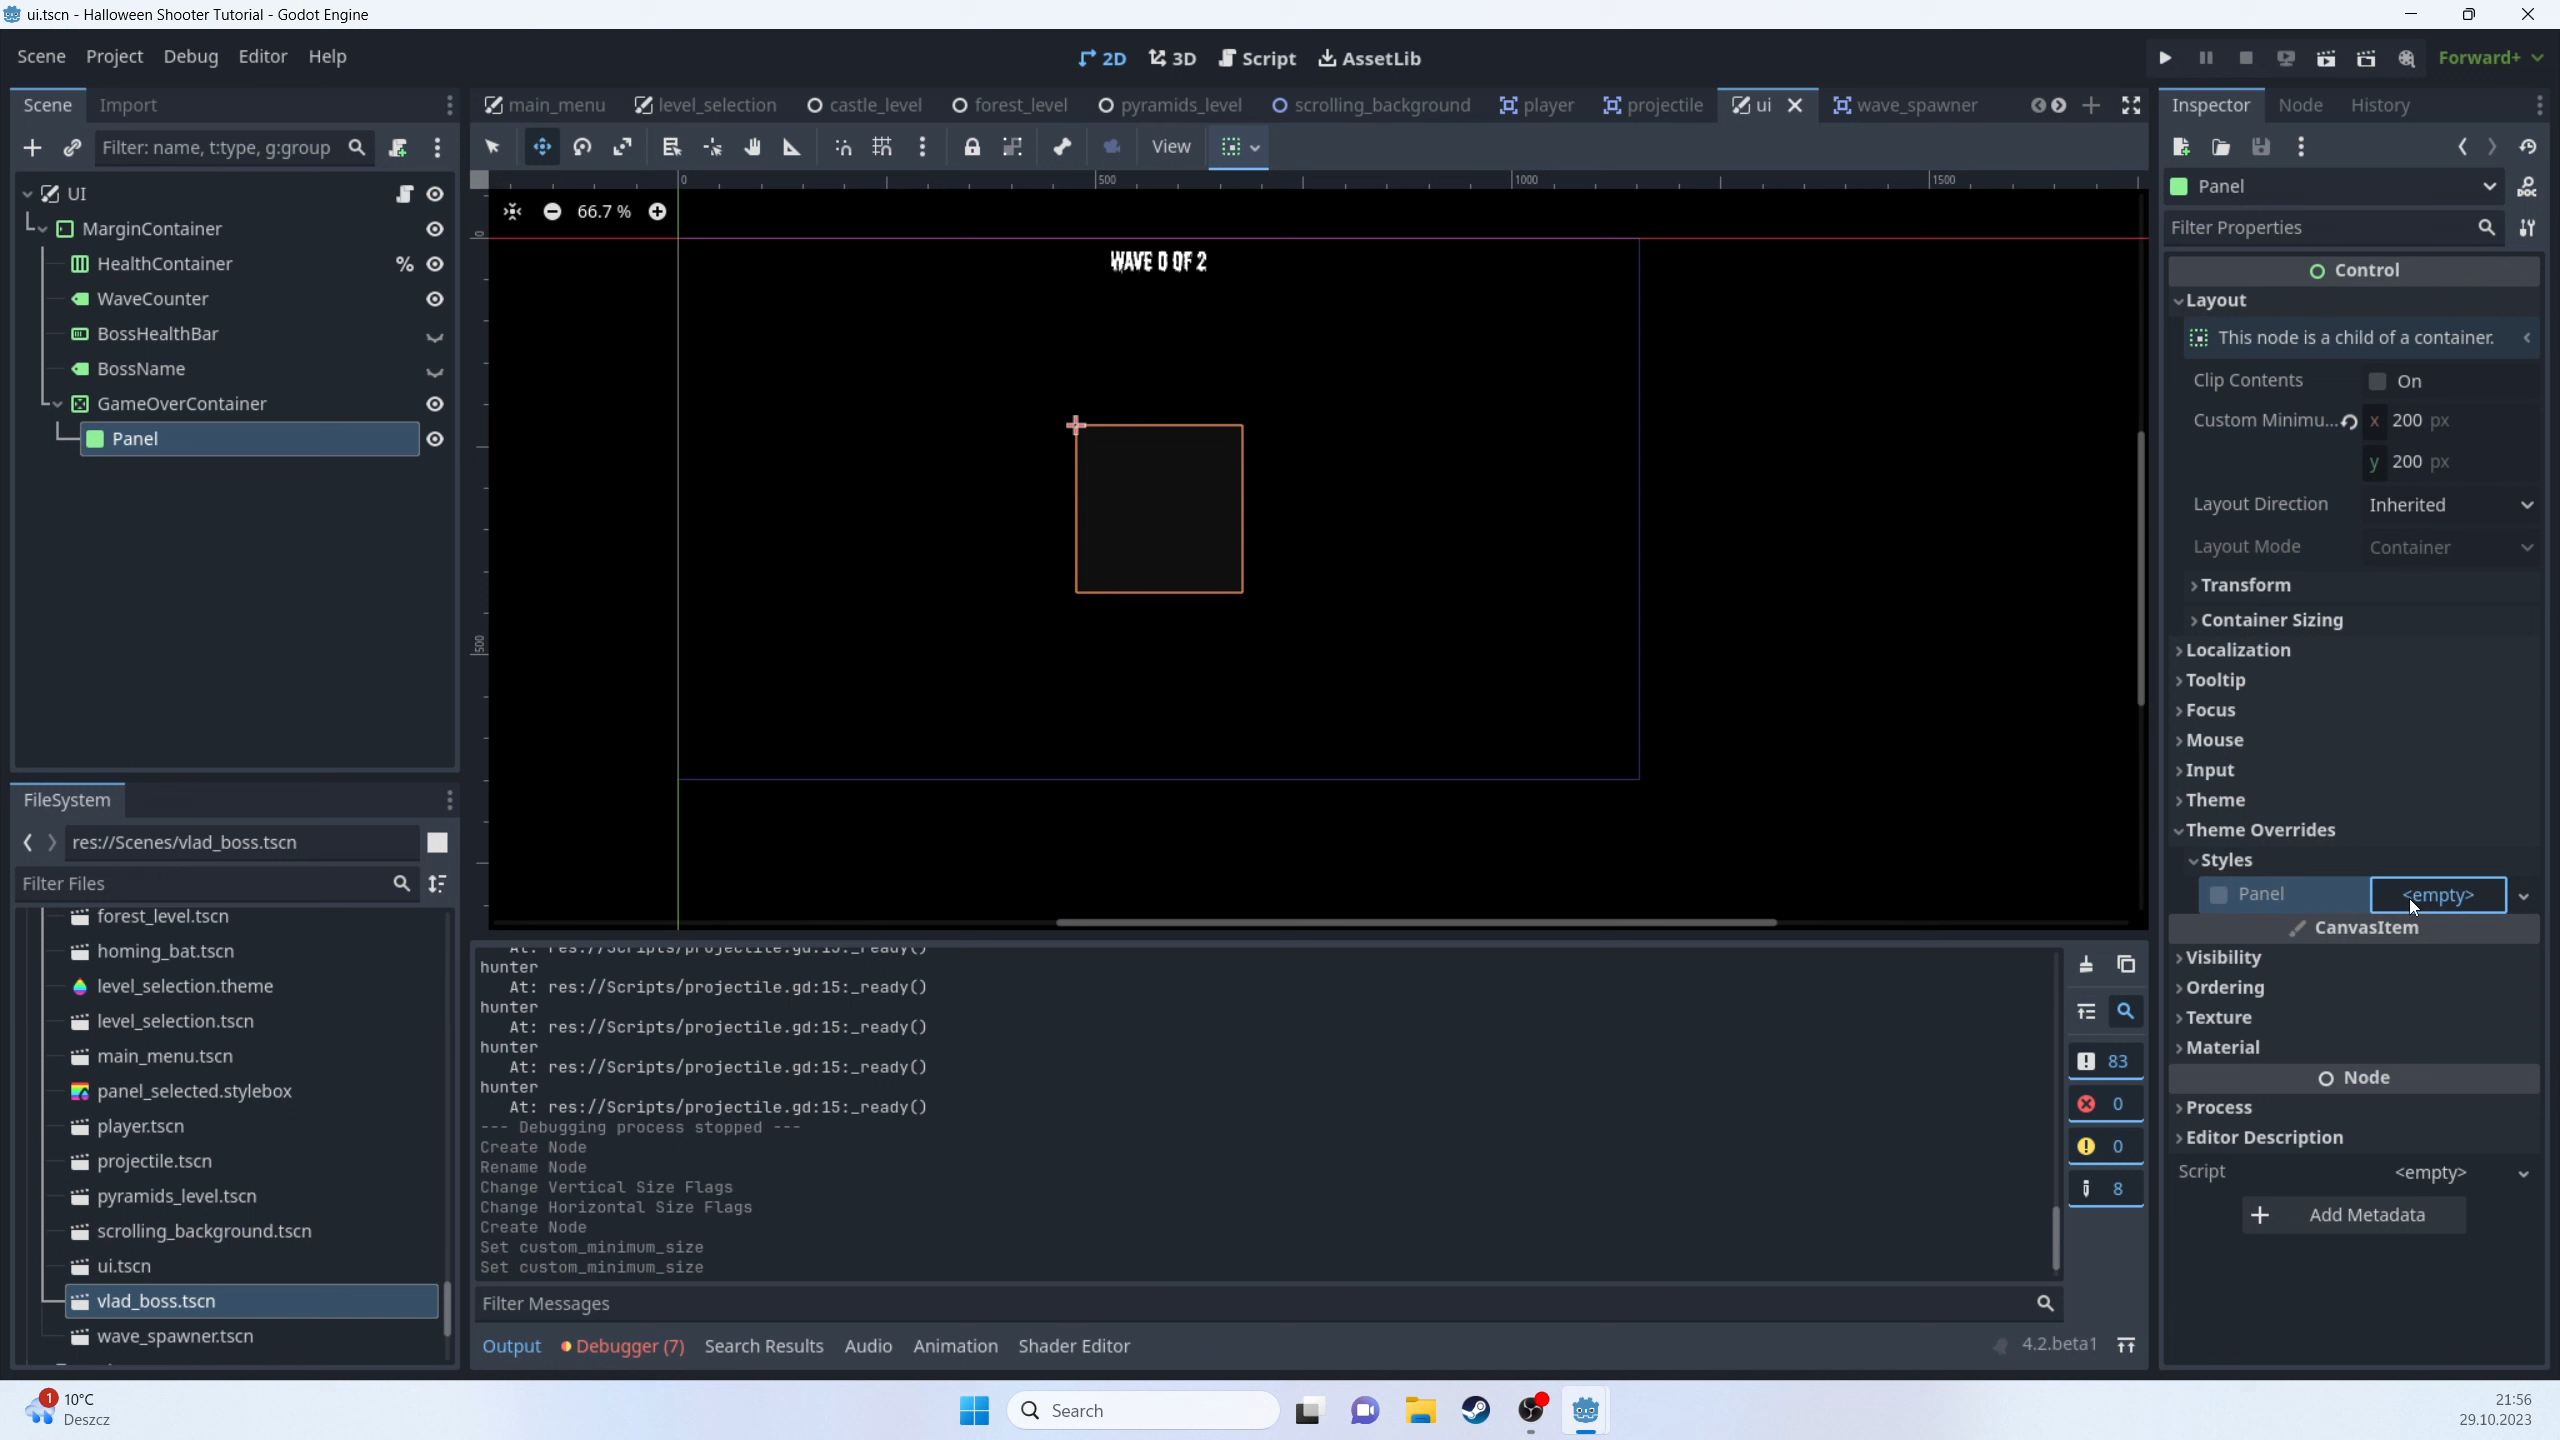 ui.tscn - Halloween Shooter Tutorial - Godot Engine
Scene Project Debug Editor Help
2D 3D Script AssetLib
Forward+
Scene Import
main_menu level_selection castle_level forest_level pyramids_level scrolling_background player projectile ui wave_spawner
Inspector Node History
Filter: name, t:type, g:group
View
UI
MarginContainer
HealthContainer %
WaveCounter
BossHealthBar
BossName
GameOverContainer
Panel
0 500 1000 1500
0
500
66.7 %
WAVE 0 OF 2
Panel
Filter Properties
Control
Layout
This node is a child of a container.
Clip Contents On
Custom Minimu... x 200 px
y 200 px
Layout Direction Inherited
Layout Mode Container
Transform
Container Sizing
Localization
Tooltip
Focus
Mouse
Input
Theme
Theme Overrides
Styles
Panel <empty>
CanvasItem
Visibility
Ordering
Texture
Material
Node
Process
Editor Description
Script <empty>
Add Metadata
FileSystem
res://Scenes/vlad_boss.tscn
Filter Files
forest_level.tscn
homing_bat.tscn
level_selection.theme
level_selection.tscn
main_menu.tscn
panel_selected.stylebox
player.tscn
projectile.tscn
pyramids_level.tscn
scrolling_background.tscn
ui.tscn
vlad_boss.tscn
wave_spawner.tscn
At: res://Scripts/projectile.gd:15:_ready()
hunter
At: res://Scripts/projectile.gd:15:_ready()
hunter
At: res://Scripts/projectile.gd:15:_ready()
hunter
At: res://Scripts/projectile.gd:15:_ready()
hunter
At: res://Scripts/projectile.gd:15:_ready()
--- Debugging process stopped ---
Create Node
Rename Node
Change Vertical Size Flags
Change Horizontal Size Flags
Create Node
Set custom_minimum_size
Set custom_minimum_size
83
0
0
8
Filter Messages
Output Debugger (7) Search Results Audio Animation Shader Editor
4.2.beta1
1
10°C
Deszcz
Search
21:56
29.10.2023